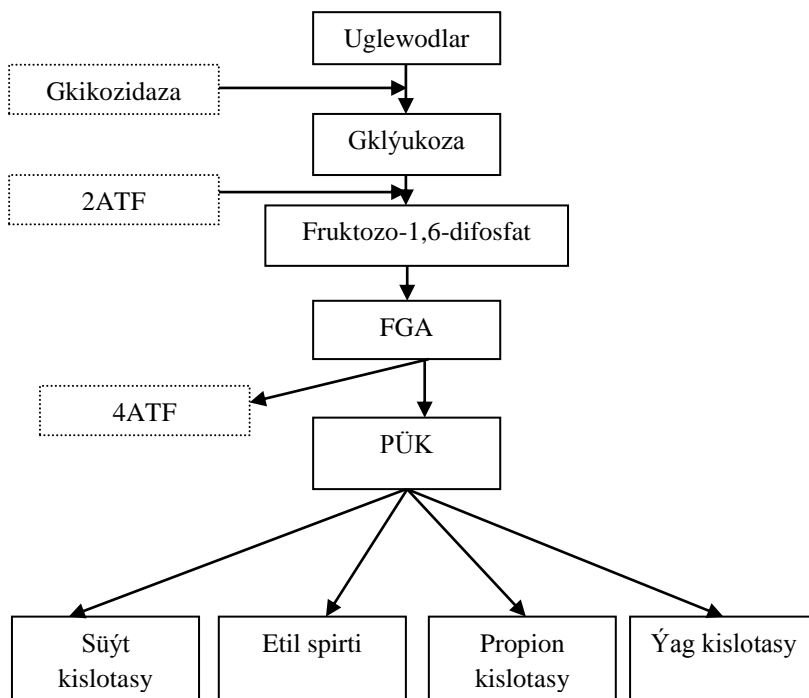 Uglewodlar
Gkikozidaza
Gklýukoza
2ATF
Fruktozo-1,6-difosfat
FGA
4ATF
PÜK
Süýt
kislotasy
Etil spirti
Propion
kislotasy
Ýag kislotasy